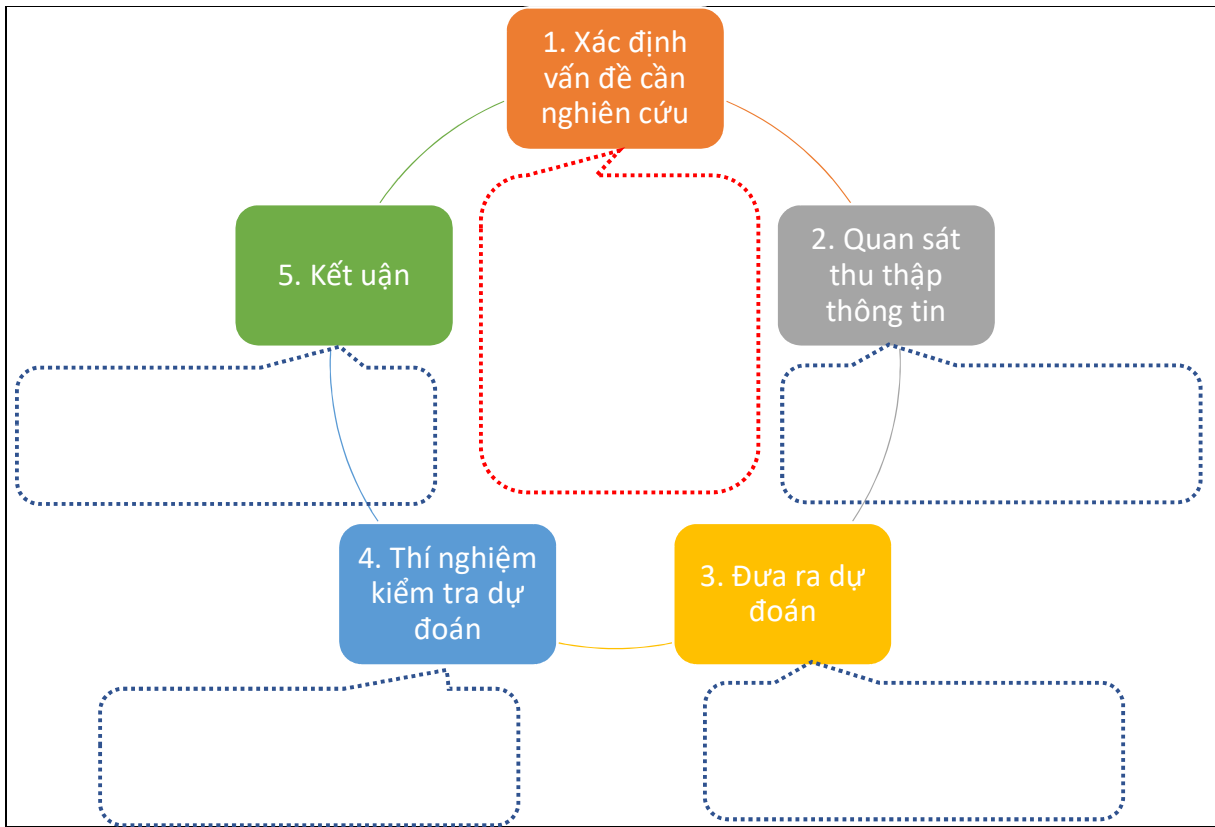 1. Xác định
vấn đề cần
nghiên cứu
2. Quan sát
thu thập
thông tin
3. Đưa ra dự
đoán
4. Thí nghiệm
kiểm tra dự
đoán
5. Kết uận